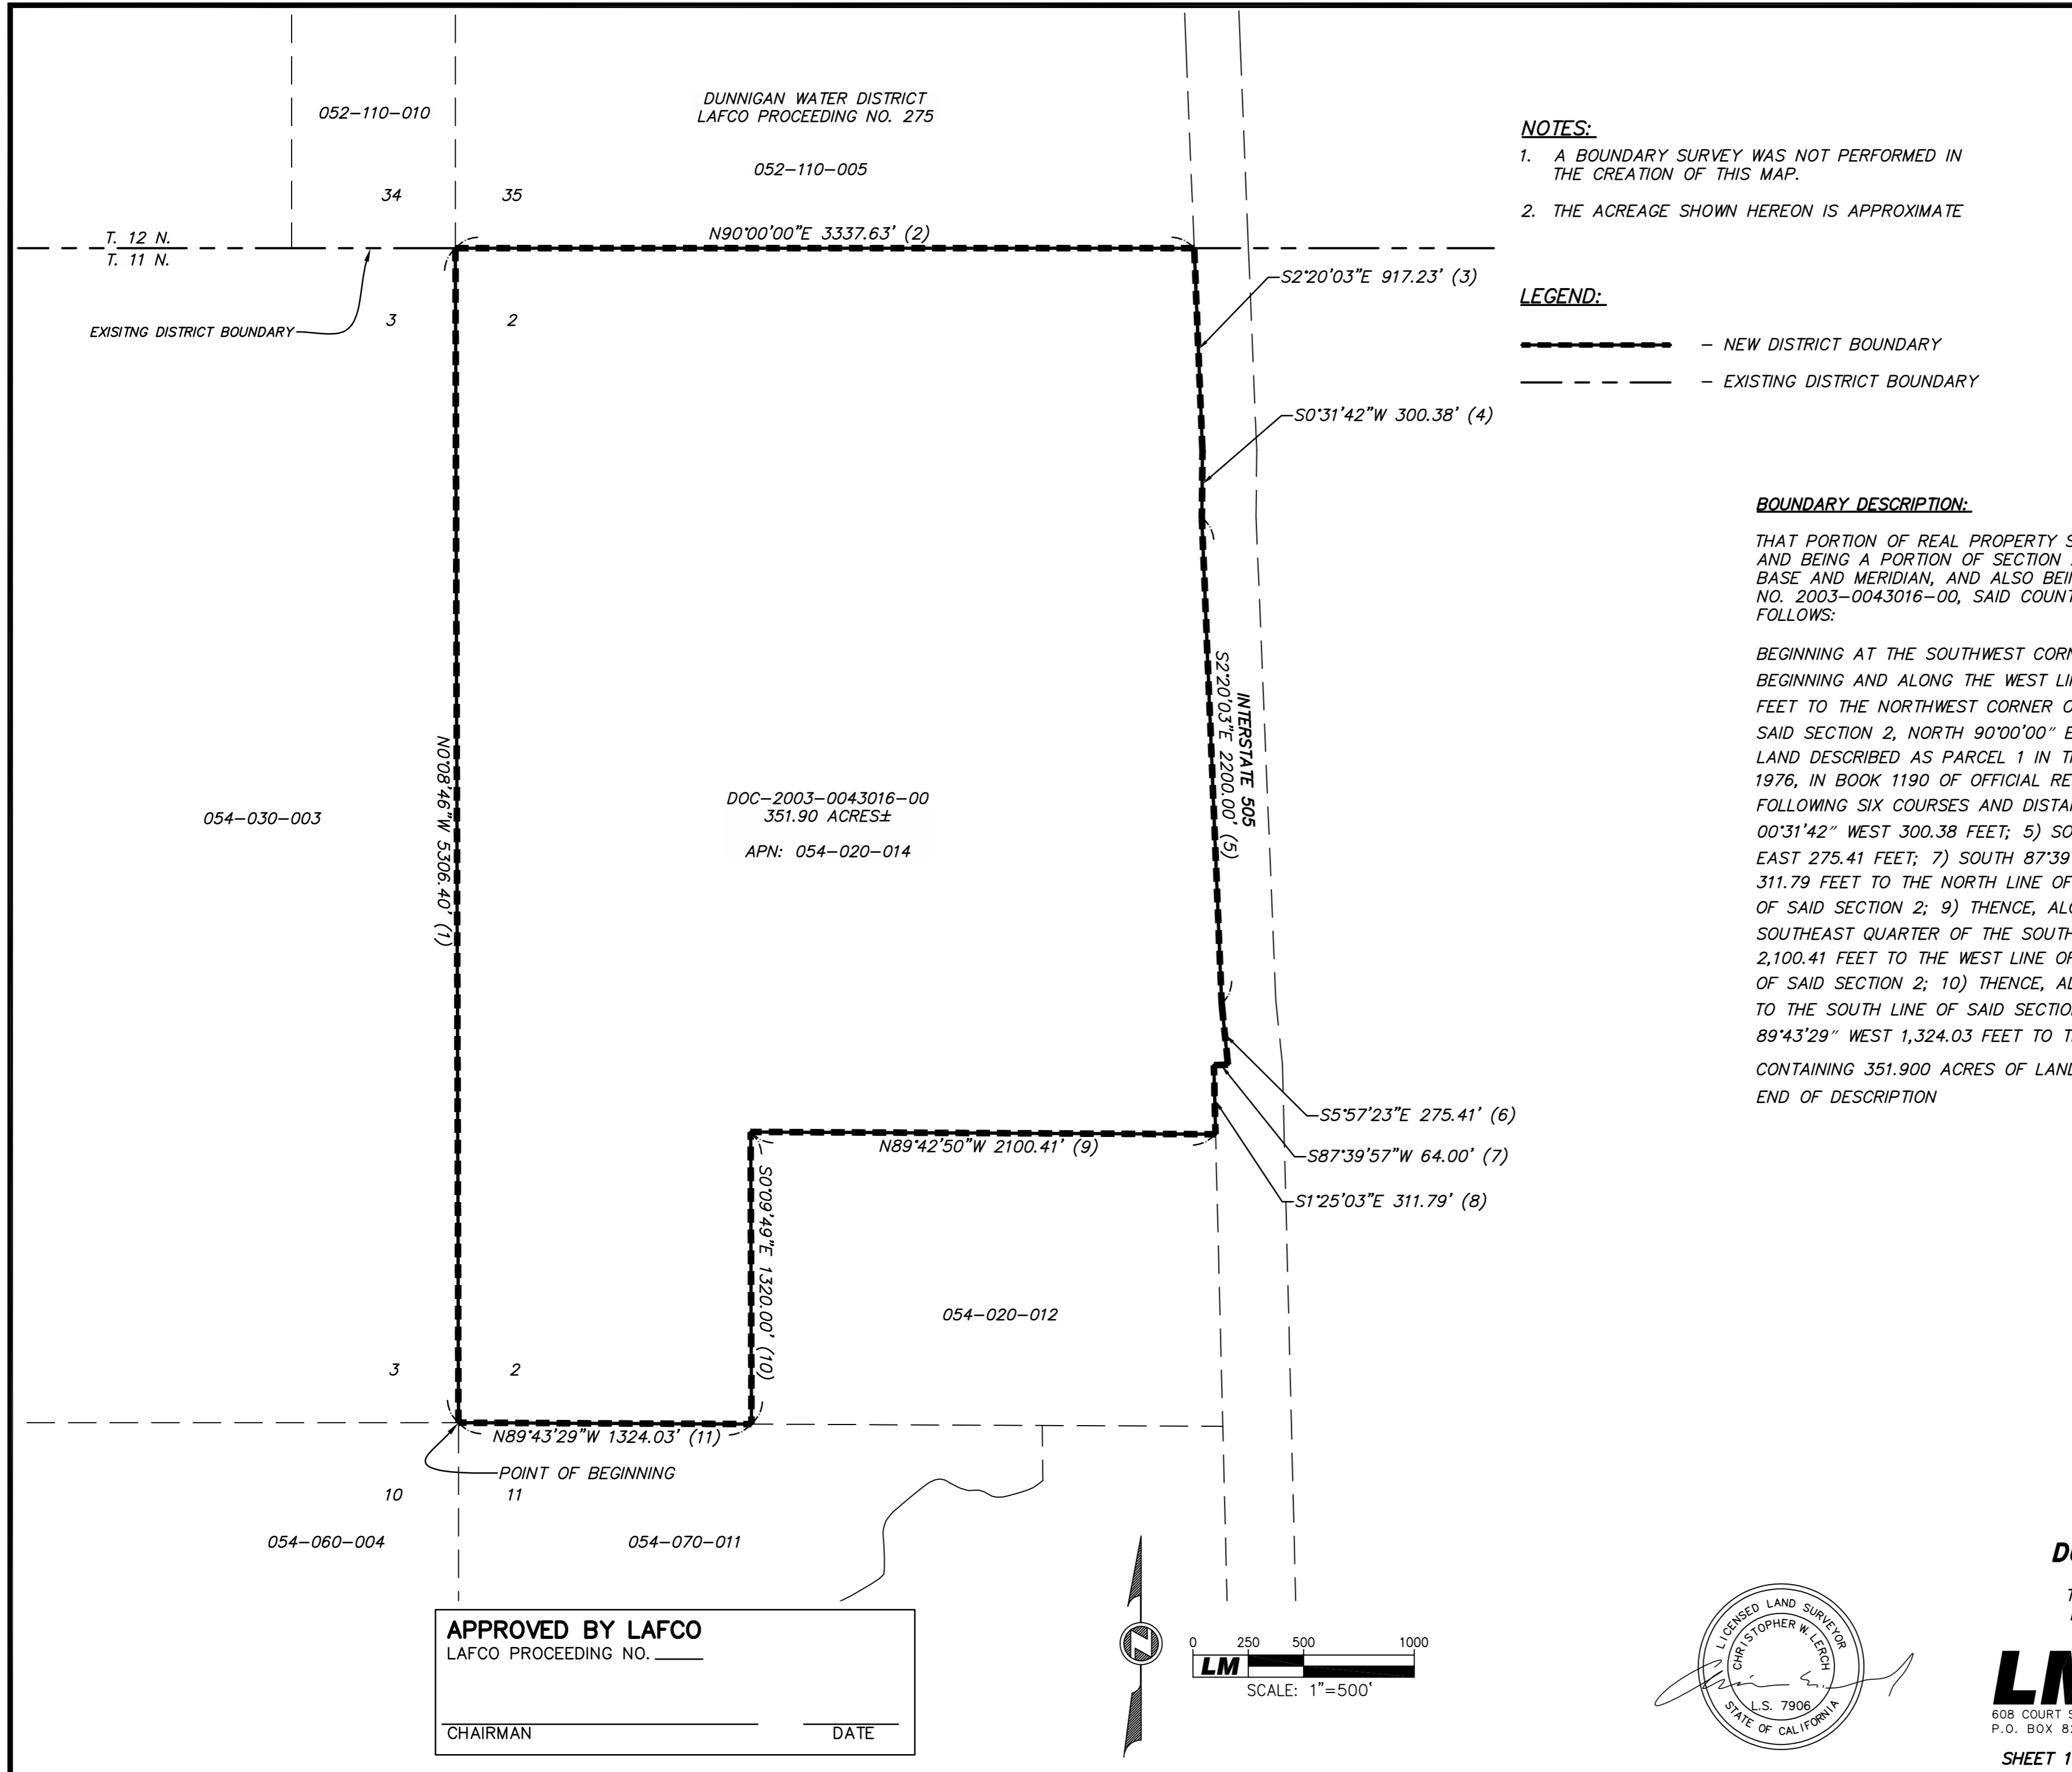 052-110-010
DUNNIGAN WATER DISTRICT
LAFCO PROCEEDING NO. 275
052-110-005
34
35
T. 12 N.
T. 11 N.
N90°00'00"E 3337.63' (2)
EXISITNG DISTRICT BOUNDARY
3
2
S2°20'03"E 917.23' (3)
S0°31'42"W 300.38' (4)
S2°20'03"E 2200.00' (5)
INTERSTATE 505
N0°08'46"W 5306.40' (1)
054-030-003
DOC-2003-0043016-00
351.90 ACRES±
APN: 054-020-014
S5°57'23"E 275.41' (6)
S87°39'57"W 64.00' (7)
S1°25'03"E 311.79' (8)
N89°42'50"W 2100.41' (9)
S0°09'49"E 1320.00' (10)
054-020-012
3
2
N89°43'29"W 1324.03' (11)
POINT OF BEGINNING
10
11
054-060-004
054-070-011
NOTES:
1. A BOUNDARY SURVEY WAS NOT PERFORMED IN
THE CREATION OF THIS MAP.
2. THE ACREAGE SHOWN HEREON IS APPROXIMATE
LEGEND:
- NEW DISTRICT BOUNDARY
- EXISTING DISTRICT BOUNDARY
BOUNDARY DESCRIPTION:
THAT PORTION OF REAL PROPERTY
AND BEING A PORTION OF SECTION
BASE AND MERIDIAN, AND ALSO
NO. 2003-0043016-00, SAID
FOLLOWS:
BEGINNING AT THE SOUTHWEST
BEGINNING AND ALONG THE WEST
FEET TO THE NORTHWEST CORNER
SAID SECTION 2, NORTH 90°00'00"
LAND DESCRIBED AS PARCEL 1 IN
1976, IN BOOK 1190 OF OFFICIAL
FOLLOWING SIX COURSES AND
00°31'42" WEST 300.38 FEET; 5)
EAST 275.41 FEET; 7) SOUTH 87°39
311.79 FEET TO THE NORTH LINE OF
OF SAID SECTION 2; 9) THENCE,
SOUTHEAST QUARTER OF THE
2,100.41 FEET TO THE WEST LINE
OF SAID SECTION 2; 10) THENCE,
TO THE SOUTH LINE OF SAID
89°43'29" WEST 1,324.03 FEET TO
CONTAINING 351.900 ACRES OF
END OF DESCRIPTION
APPROVED BY LAFCO
LAFCO PROCEEDING NO.
CHAIRMAN
DATE
N
0 250 500 1000
LM
SCALE: 1"=500'
LICENSED LAND SURVEYOR
CHRISTOPHER W. LERCH
L.S. 7906
STATE OF CALIFORNIA
LM
608 COURT
P.O. BOX
SHEET 1